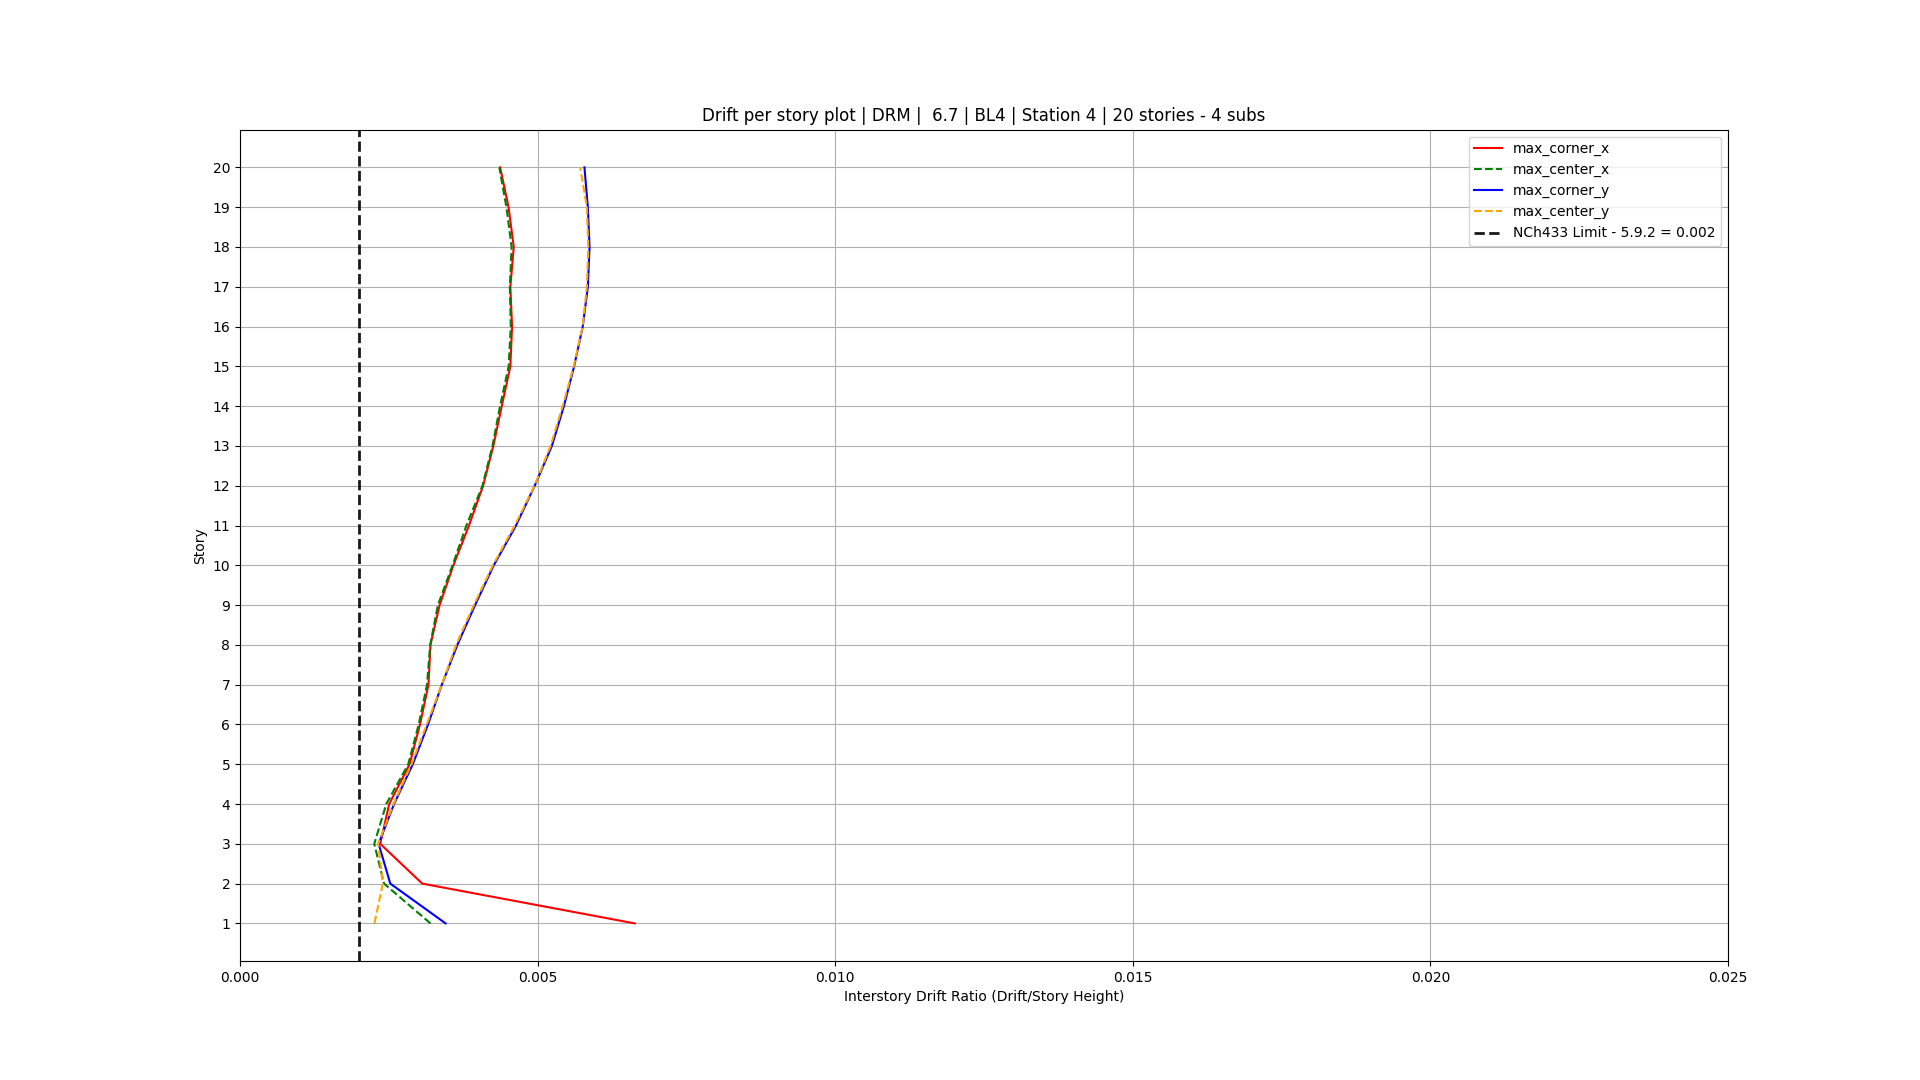 Drift per story plot | DRM |  6.7 | BL4 | Station 4 | 20 stories - 4 subs
max_corner_x
max_center_x
max_corner_y
max_center_y
NCh433 Limit - 5.9.2 = 0.002
Story
20
19
18
17
16
15
14
13
12
11
10
9
8
7
6
5
4
3
2
1
0.000 0.005 0.010 0.015 0.020 0.025
Interstory Drift Ratio (Drift/Story Height)